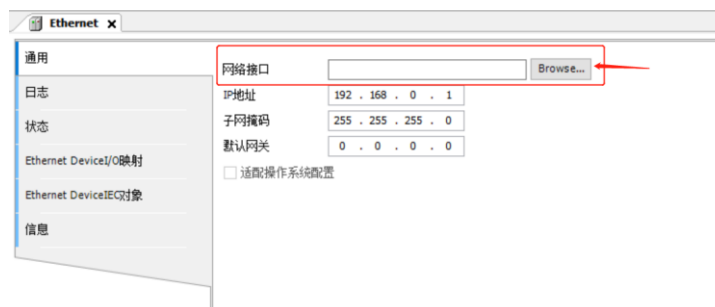 Ethernet
通用
网络接口
Browse...
日志
IP地址
192 . 168 . 0 . 1
状态
子网掩码
255 . 255 . 255 . 0
默认网关
0 . 0 . 0 . 0
Ethernet DeviceI/O映射
适配操作系统配置
Ethernet DeviceIEC对象
信息